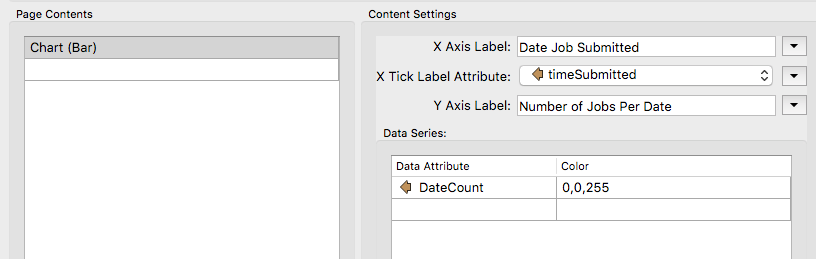 Page Contents
Content Settings
Chart (Bar)
X Axis Label: Date Job Submitted
X Tick Label Attribute: timeSubmitted
Y Axis Label: Number of Jobs Per Date
Data Series:
Data Attribute Color
DateCount 0,0,255